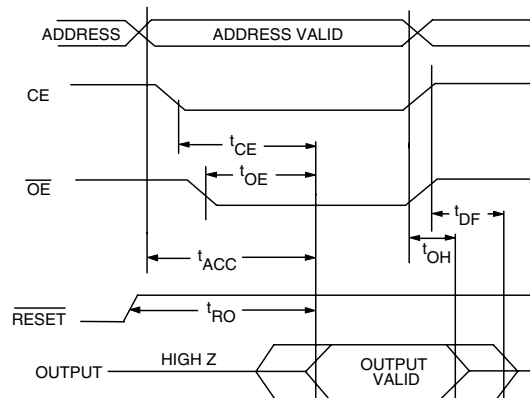 ADDRESS
ADDRESS VALID
CE
tCE
tOE
OE
tDF
tOH
tACC
RESET
tRO
OUTPUT
HIGH Z
OUTPUT
VALID